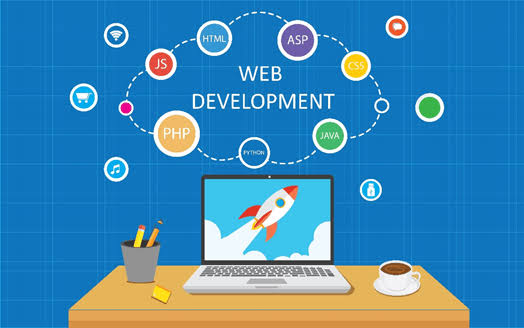 HTML
ASP
JS
CSS
WEB
DEVELOPMENT
PHP
JAVA
PYTHON